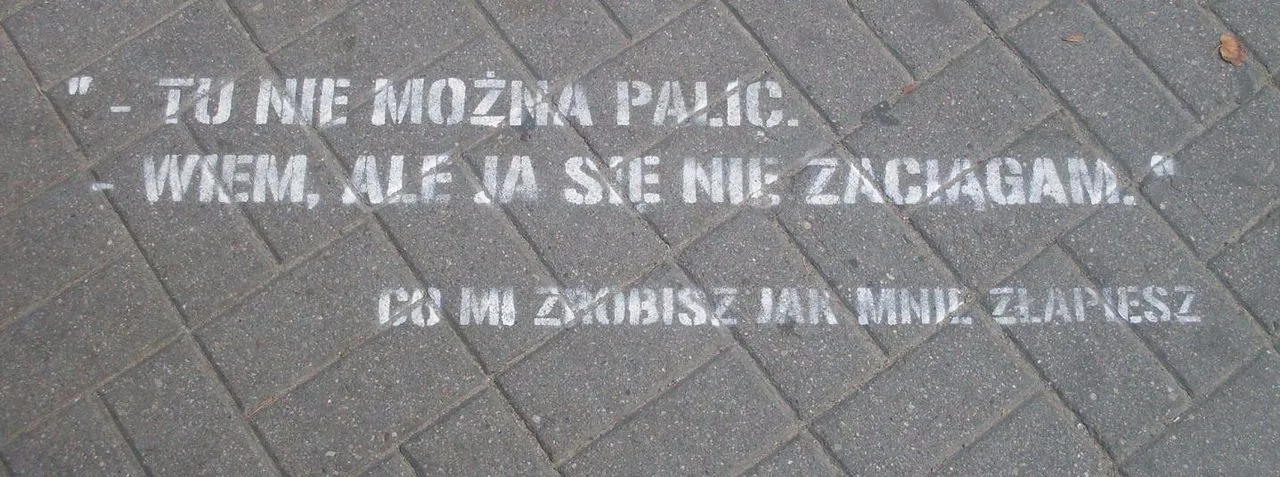 " - TU NIE MOŻNA PALIC.
- WIEM, ALE JA SIE NIE ZACIĄGAM. "
CO MI ZROBISZ JAK MNIE ZŁAPIESZ